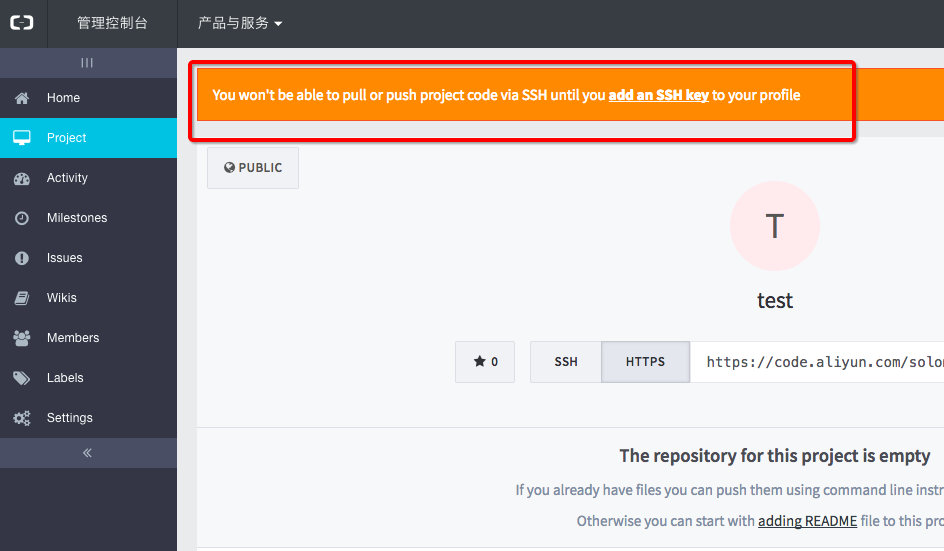 管理控制台
产品与服务
Home
Project
Activity
Milestones
Issues
Wikis
Members
Labels
Settings
You won't be able to pull or push project code via SSH until you add an SSH key to your profile
PUBLIC
T
test
0
SSH
HTTPS
https://code.aliyun.com/solo
The repository for this project is empty
If you already have files you can push them using command line instr
Otherwise you can start with adding README file to this pro